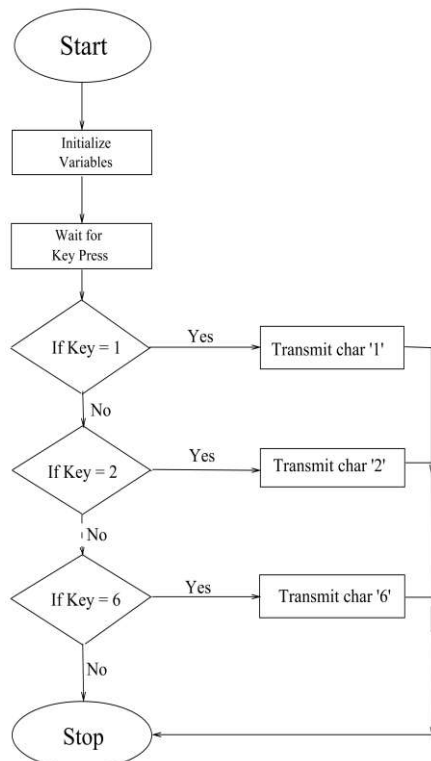 Start
Initialize
Variables
Wait for
Key Press
If Key = 1
Yes
Transmit char '1'
No
If Key = 2
Yes
Transmit char '2'
No
If Key = 6
Yes
Transmit char '6'
No
Stop